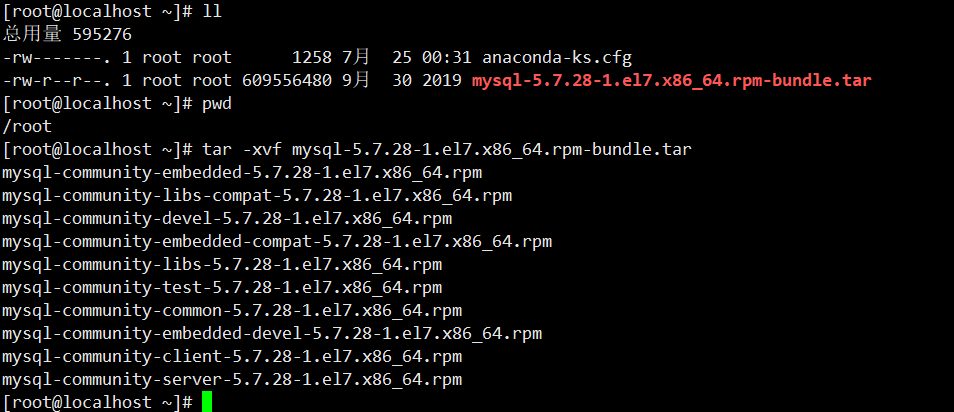 [root@localhost ~]# ll
总用量 595276
-rw-------. 1 root root      1258 7月  25 00:31 anaconda-ks.cfg
-rw-r--r--. 1 root root 609556480 9月  30 2019 mysql-5.7.28-1.el7.x86_64.rpm-bundle.tar
[root@localhost ~]# pwd
/root
[root@localhost ~]# tar -xvf mysql-5.7.28-1.el7.x86_64.rpm-bundle.tar
mysql-community-embedded-5.7.28-1.el7.x86_64.rpm
mysql-community-libs-compat-5.7.28-1.el7.x86_64.rpm
mysql-community-devel-5.7.28-1.el7.x86_64.rpm
mysql-community-embedded-compat-5.7.28-1.el7.x86_64.rpm
mysql-community-libs-5.7.28-1.el7.x86_64.rpm
mysql-community-test-5.7.28-1.el7.x86_64.rpm
mysql-community-common-5.7.28-1.el7.x86_64.rpm
mysql-community-embedded-devel-5.7.28-1.el7.x86_64.rpm
mysql-community-client-5.7.28-1.el7.x86_64.rpm
mysql-community-server-5.7.28-1.el7.x86_64.rpm
[root@localhost ~]#